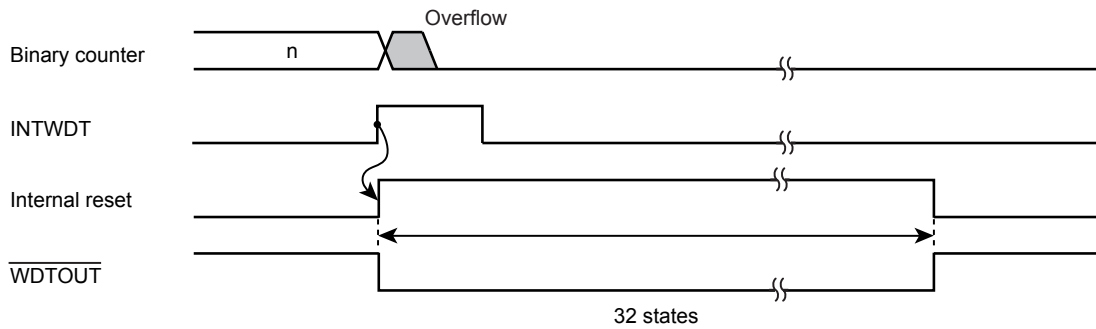 Overflow
Binary counter
n
INTWDT
Internal reset
WDTOUT
32 states